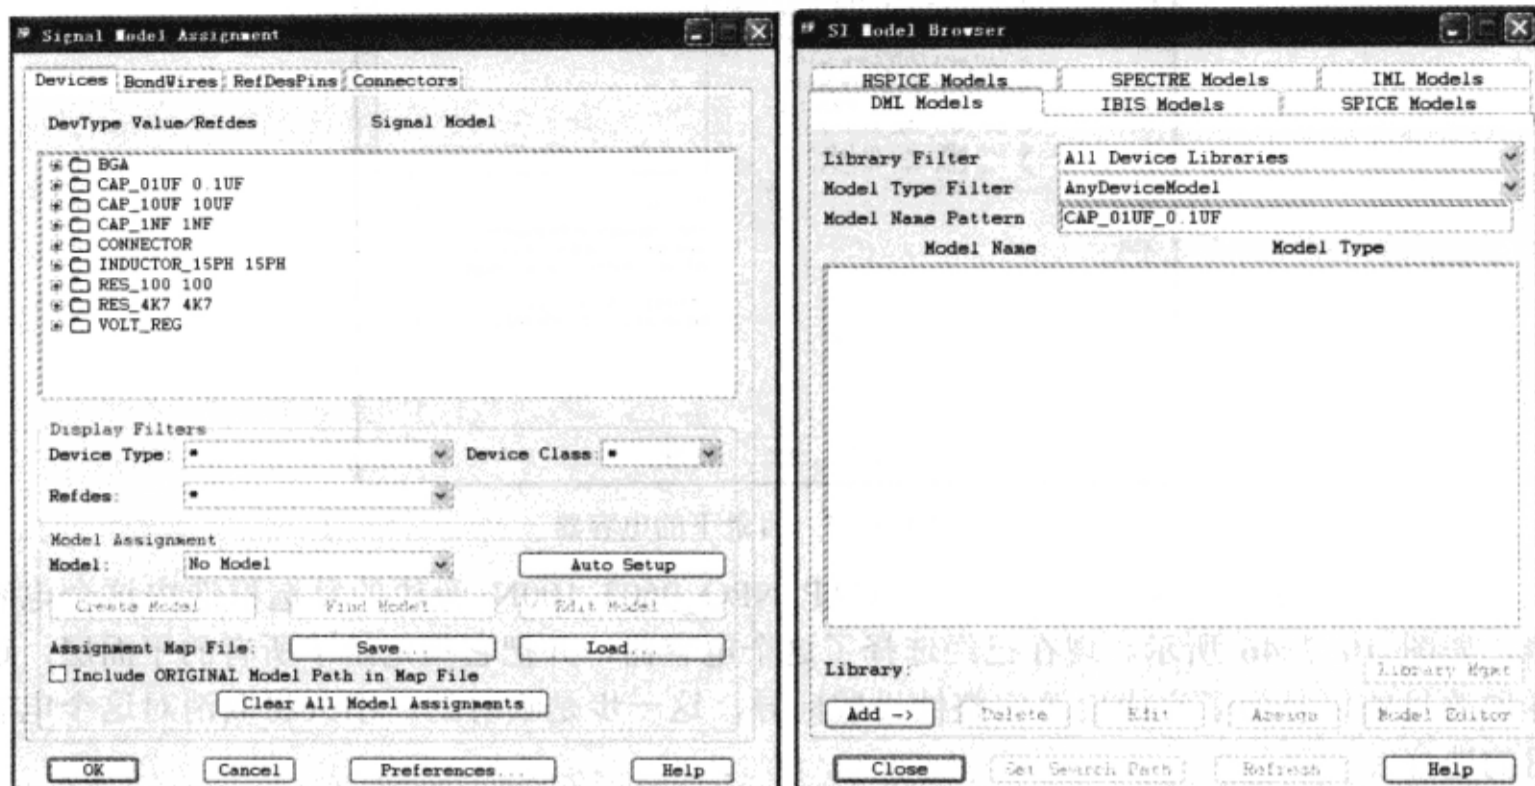 Signal Model Assignment
Devices BondWires RefDesPins Connectors
DevType Value/Refdes Signal Model
BGA
CAP_01UF 0.1UF
CAP_10UF 10UF
CAP_1NF 1NF
CONNECTOR
INDUCTOR_15PH 15PH
RES_100 100
RES_4K7 4K7
VOLT_REG
Display Filters
Device Type: * Device Class: *
Refdes: *
Model Assignment
Model: No Model Auto Setup
Create Model... Find Model... Edit Model...
Assignment Map File: Save... Load...
Include ORIGINAL Model Path in Map File
Clear All Model Assignments
OK Cancel Preferences... Help
SI Model Browser
HSPICE Models SPECTRE Models IML Models
DML Models IBIS Models SPICE Models
Library Filter All Device Libraries
Model Type Filter AnyDeviceModel
Model Name Pattern CAP_01UF_0.1UF
Model Name Model Type
Library: Library Mgmt
Add -> Delete Edit Assign Model Editor
Close Set Search Path Refresh Help